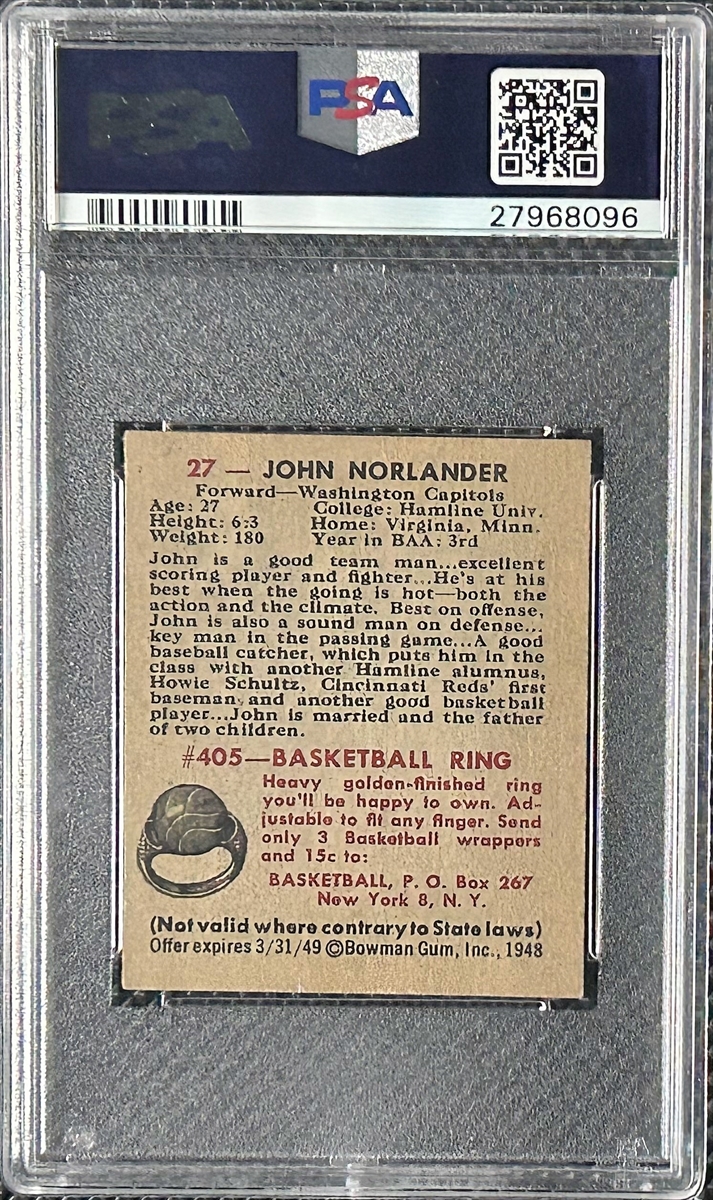 PSA
27968096
27 — JOHN NORLANDER
Forward—Washington Capitols
Age: 27 College: Hamline Univ.
Height: 6:3 Home: Virginia, Minn.
Weight: 180 Year in BAA: 3rd
John is a good team man...excellent
scoring player and fighter...He's at his
best when the going is hot—both the
action and the climate. Best on offense,
John is also a sound man on defense...
key man in the passing game...A good
baseball catcher, which puts him in the
class with another Hamline alumnus,
Howie Schultz, Cincinnati Reds' first
baseman and another good basketball
player...John is married and the father
of two children.
#405—BASKETBALL RING
Heavy golden-finished ring
you'll be happy to own. Ad-
justable to fit any finger. Send
only 3 Basketball wrappers
and 15c to:
BASKETBALL, P. O. Box 267
New York 8, N. Y.
(Not valid where contrary to State laws)
Offer expires 3/31/49 ©Bowman Gum, Inc., 1948